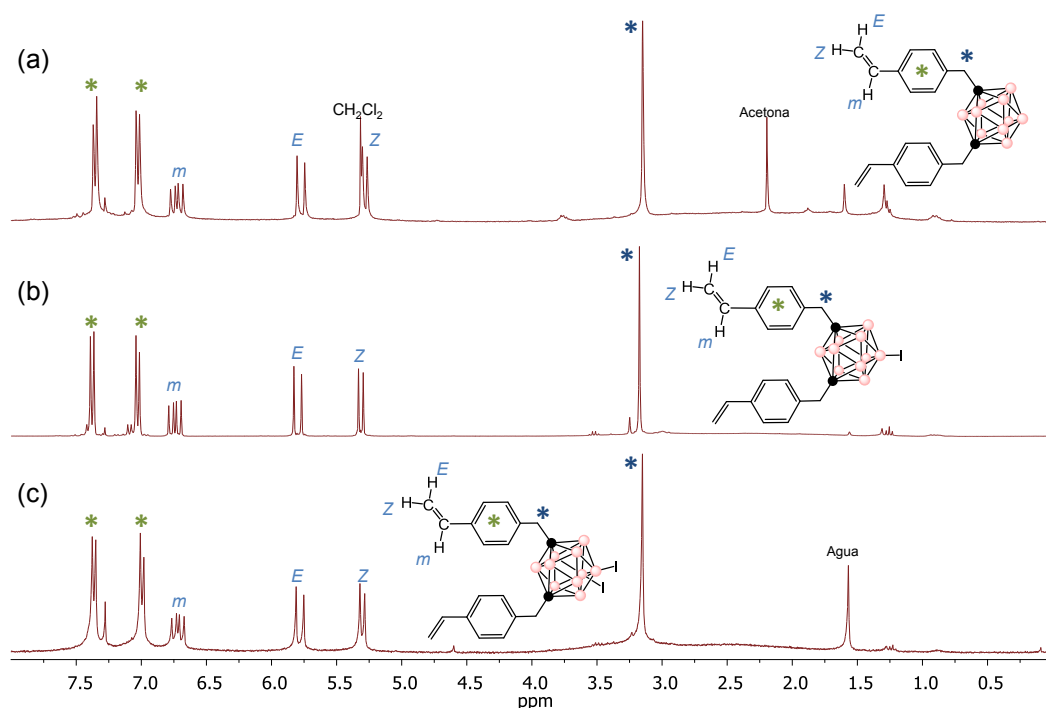 (a)
* * m E CH2Cl2 Z * Acetona
H E
Z H
* *
m H
(b)
* * m E Z *
H E
Z H
* *
m H
I
(c)
* * m E Z * Agua
H E
Z H
* *
m H
I
I
7.5 7.0 6.5 6.0 5.5 5.0 4.5 4.0 3.5 3.0 2.5 2.0 1.5 1.0 0.5
ppm